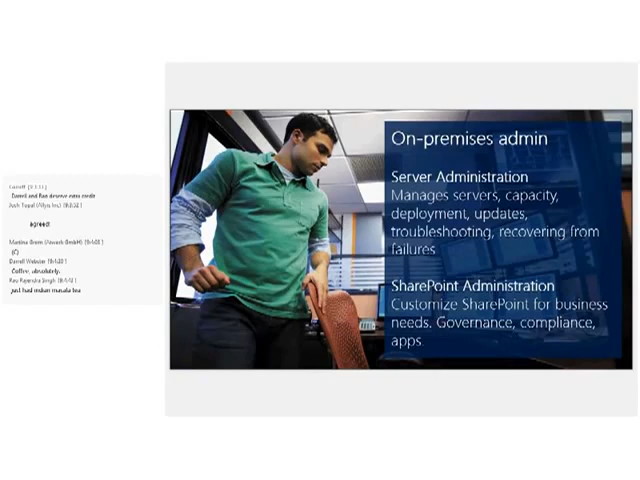 Darrell and Rav deserve extra credit
agreed!
Coffee, absolutely.
just had indian masala tea
On-premises admin
Server Administration
Manages servers, capacity,
deployment, updates,
troubleshooting, recovering from
failures
SharePoint Administration
Customize SharePoint for business
needs. Governance, compliance,
apps.